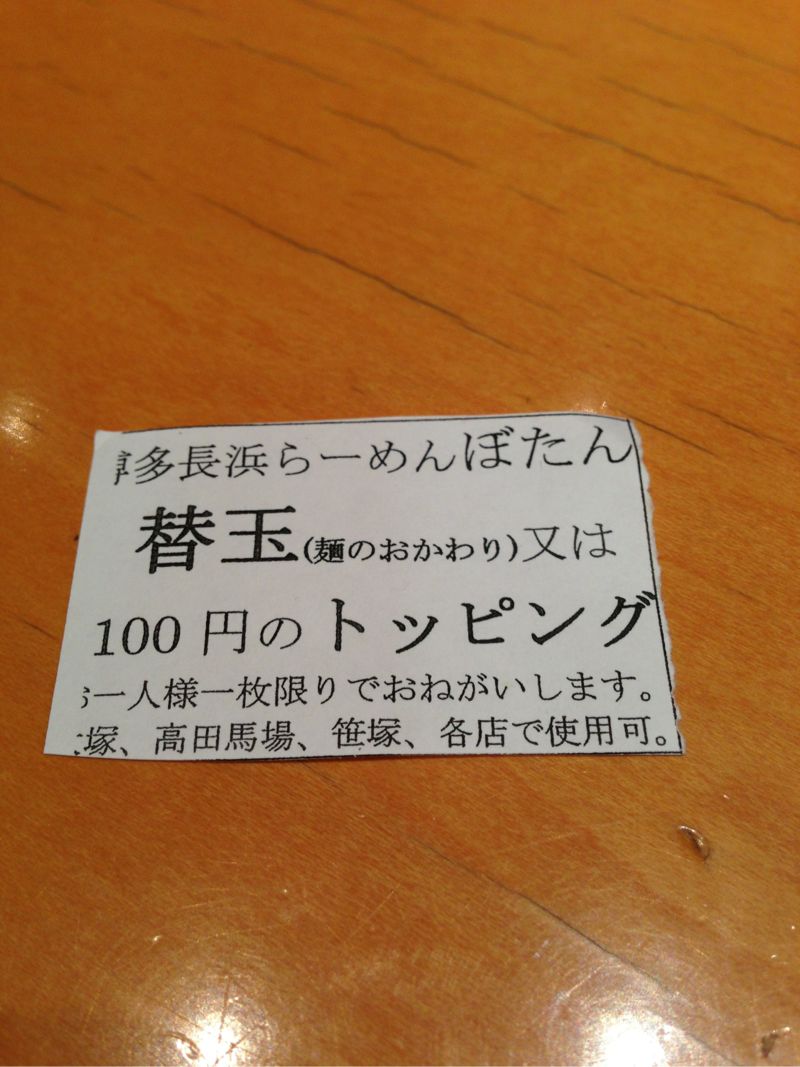 博多長浜らーめんぼたん
替玉(麺のおかわり)又は
100円のトッピング
お一人様一枚限りでおねがいします。
塚、高田馬場、笹塚、各店で使用可。